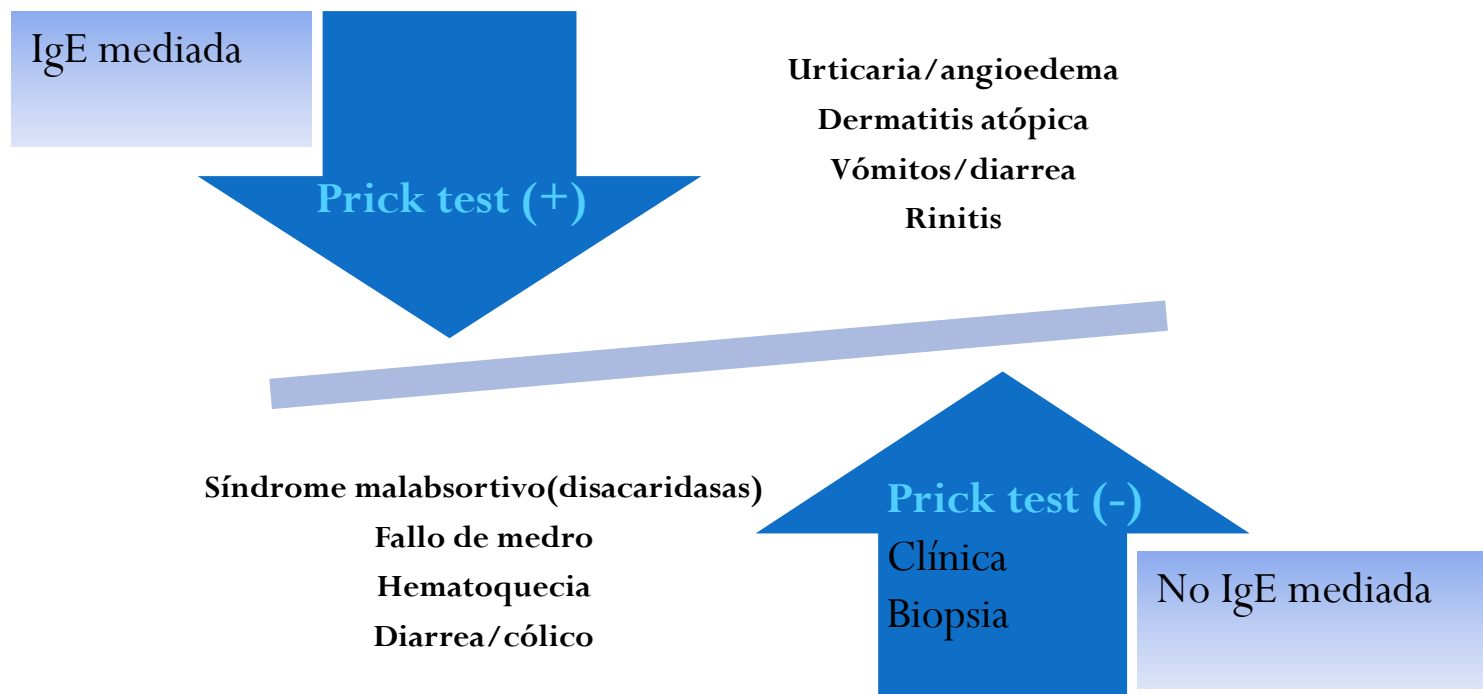 IgE mediada
Prick test (+)
Urticaria/angioedema
Dermatitis atópica
Vómitos/diarrea
Rinitis
Síndrome malabsortivo(disacaridasas)
Fallo de medro
Hematoquecia
Diarrea/cólico
Prick test (-)
Clínica
Biopsia
No IgE mediada